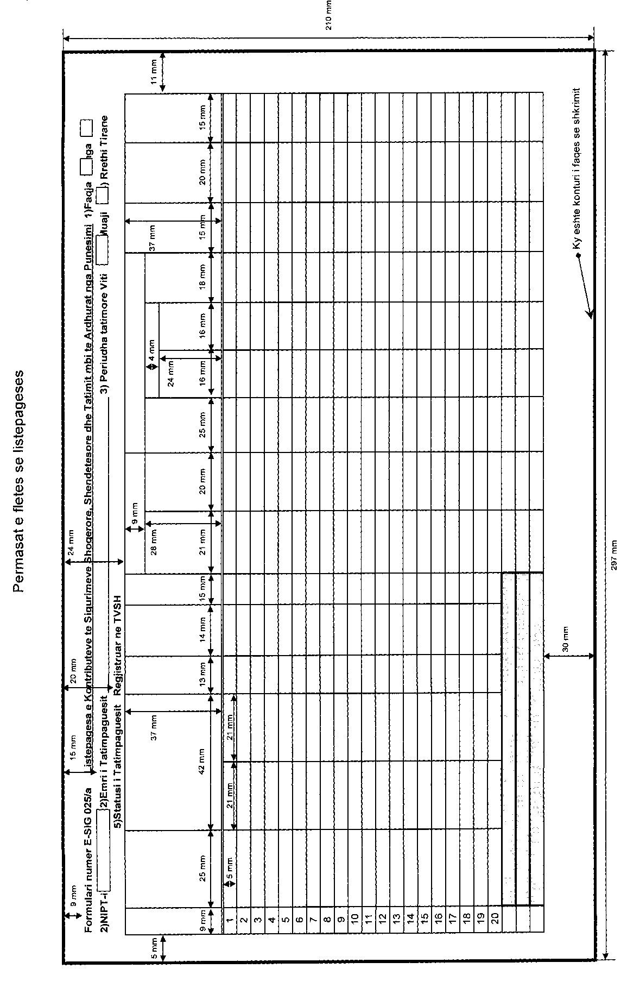 Permasat e fletes se listepageses
9 mm
15 mm
20 mm
24 mm
210 mm
Formulari numer E-SIG 025/a Listepagesa e Kontributeve te Sigurimeve Shoqerore, Shendetesore dhe Tatimit mbi te Ardhurat nga Punesimi 1)Faqja nga
2)NIPT-i 2)Emri i Tatimpaguesit 3) Periudha tatimore Viti Muaji ) Rrethi Tirane
5)Statusi i Tatimpaguesit Regjistruar ne TVSH
5 mm
37 mm
9 mm
28 mm
4 mm
24 mm
37 mm
11 mm
9 mm
25 mm
42 mm
13 mm
14 mm
15 mm
21 mm
20 mm
25 mm
16 mm
16 mm
18 mm
15 mm
20 mm
15 mm
1
5 mm
21 mm
21 mm
2
3
4
5
6
7
8
9
10
11
12
13
14
15
16
17
18
19
20
30 mm
Ky eshte konturi i faqes se shkrimit
297 mm